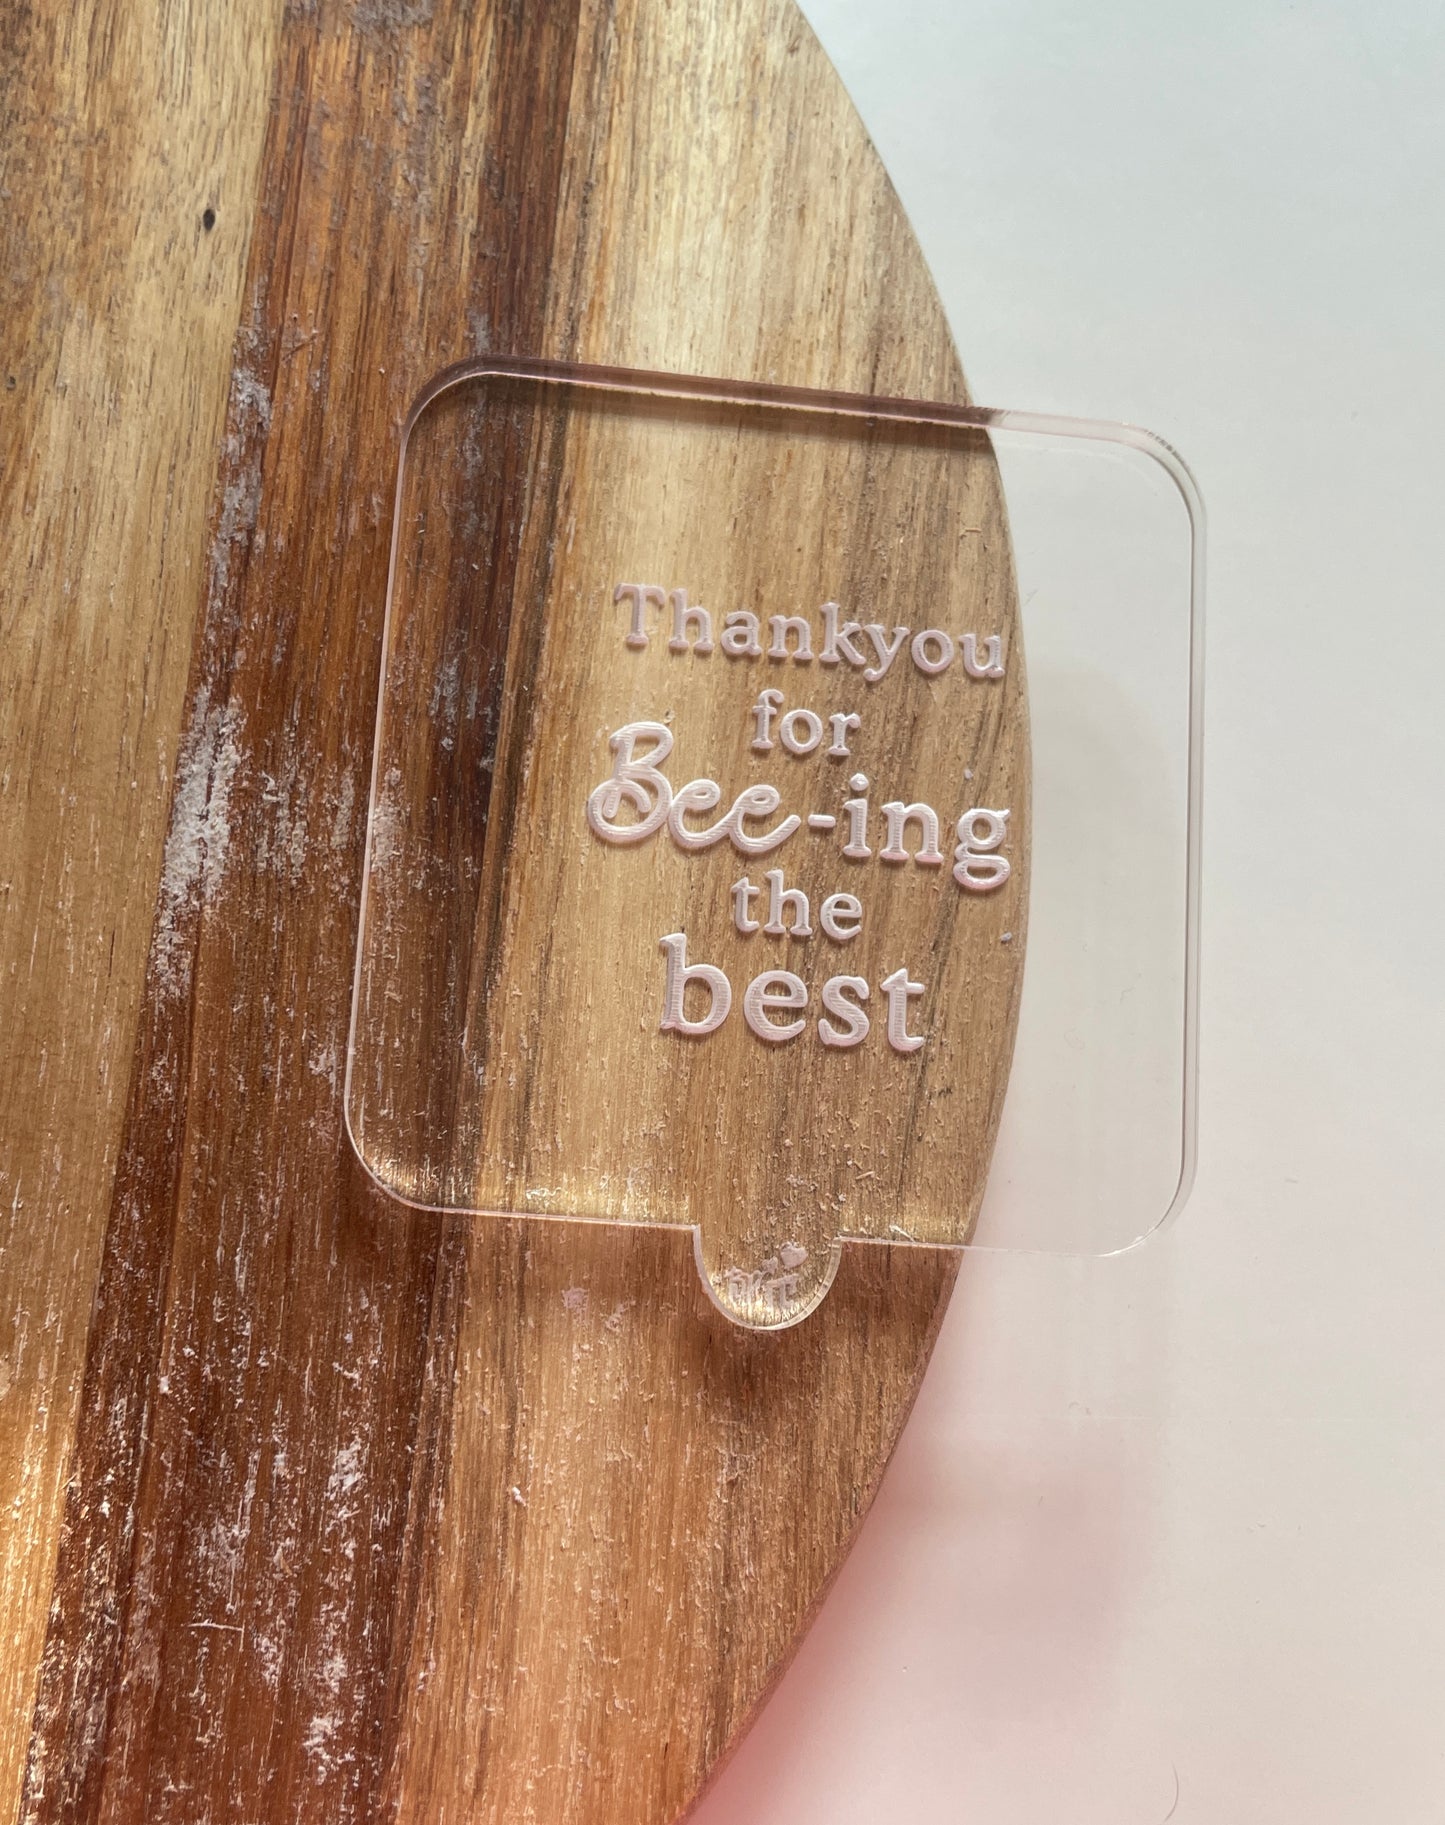 Thankyou
for
Bee-ing
the
best